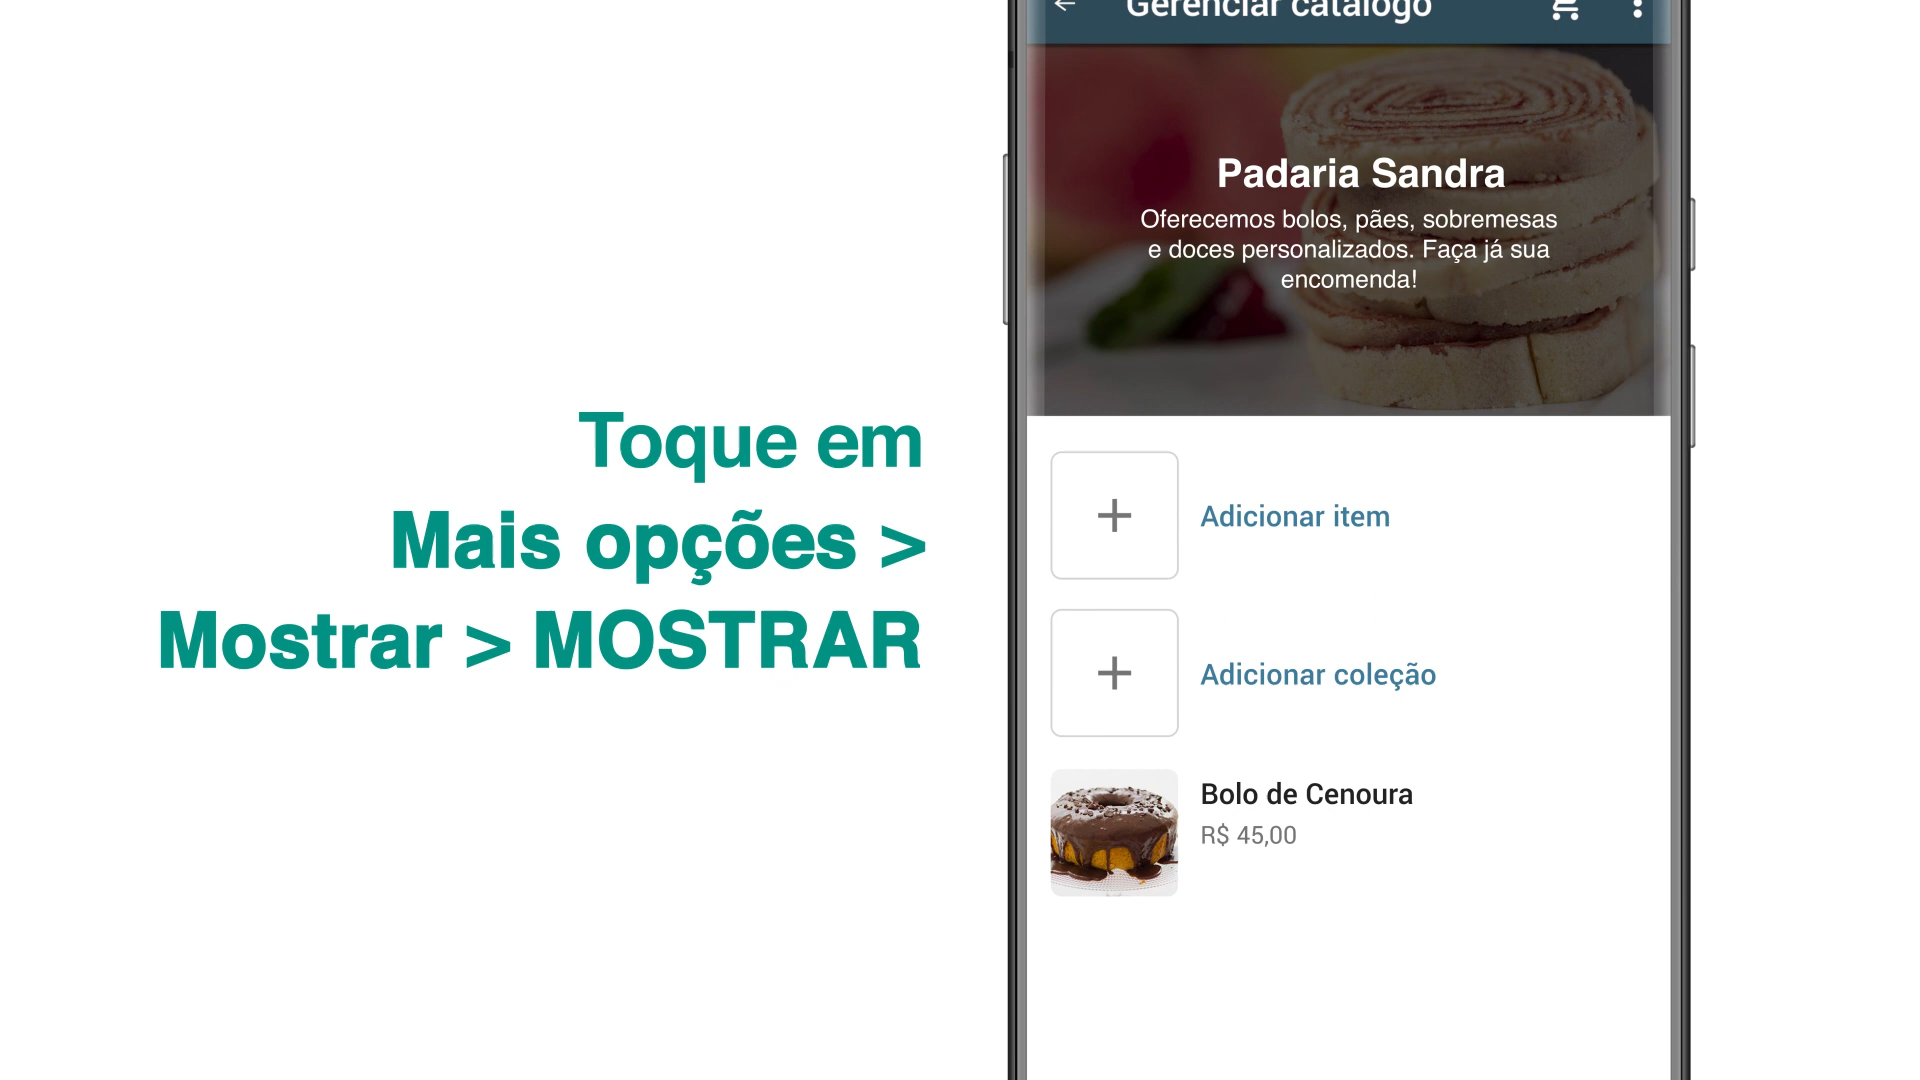 Toque em
Mais opções >
Mostrar > MOSTRAR
Gerenciar catálogo
Padaria Sandra
Oferecemos bolos, pães, sobremesas
e doces personalizados. Faça já sua
encomenda!
Adicionar item
Adicionar coleção
Bolo de Cenoura
R$ 45,00